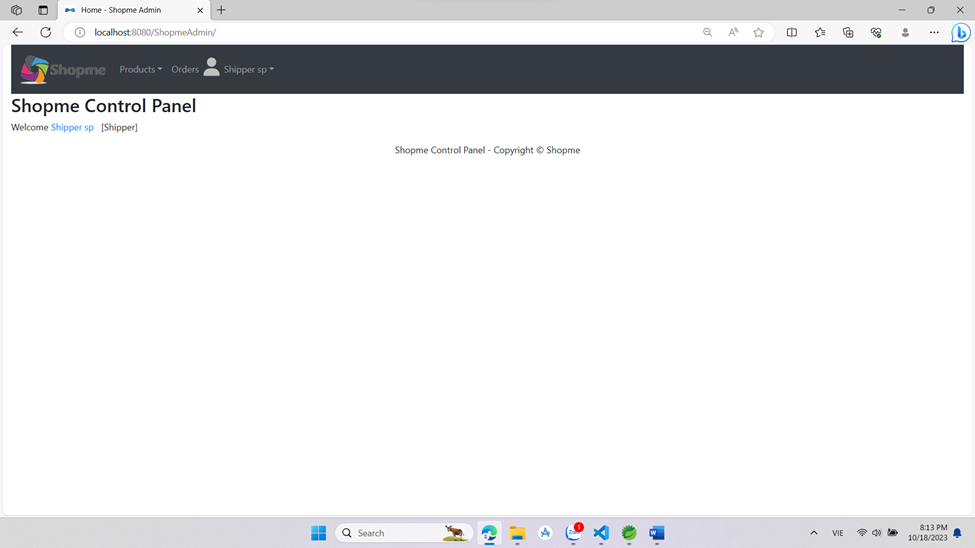 Home - Shopme Admin
localhost:8080/ShopmeAdmin/
Shopme Products Orders Shipper sp
Shopme Control Panel
Welcome Shipper sp [Shipper]
Shopme Control Panel - Copyright © Shopme
Search
1
VIE
8:13 PM
10/18/2023